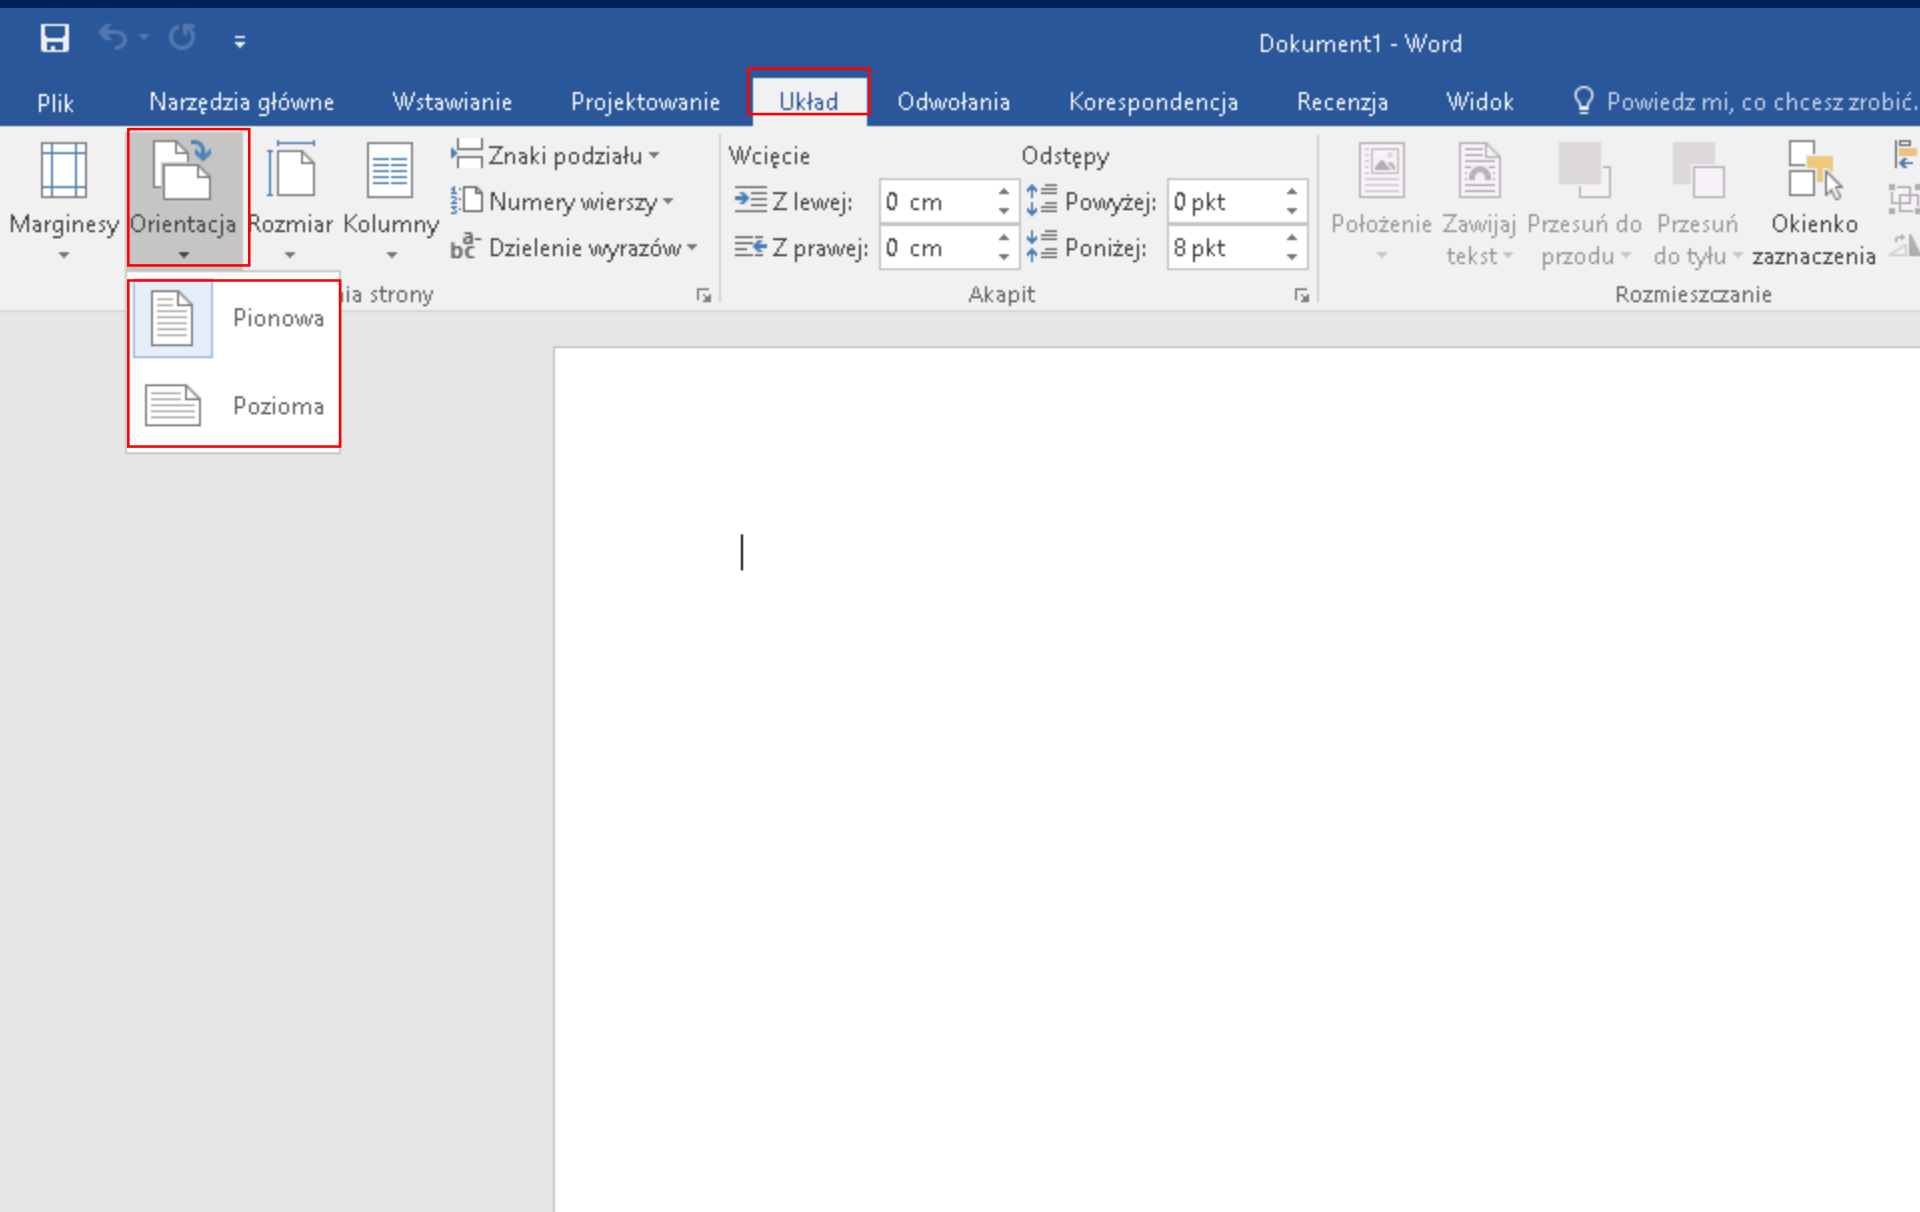 Dokument1 - Word
Plik Narzędzia główne Wstawianie Projektowanie Układ Odwołania Korespondencja Recenzja Widok Powiedz mi, co chcesz zrobić.
Marginesy Orientacja Rozmiar Kolumny
Znaki podziału
Numery wierszy
Dzielenie wyrazów
Wcięcie
Z lewej: 0 cm
Z prawej: 0 cm
Odstępy
Powyżej: 0 pkt
Poniżej: 8 pkt
Położenie
Zawijaj
tekst
Przesuń do
przodu
Przesuń
do tyłu
Okienko
zaznaczenia
strony Akapit Rozmieszczanie
Pionowa
Pozioma